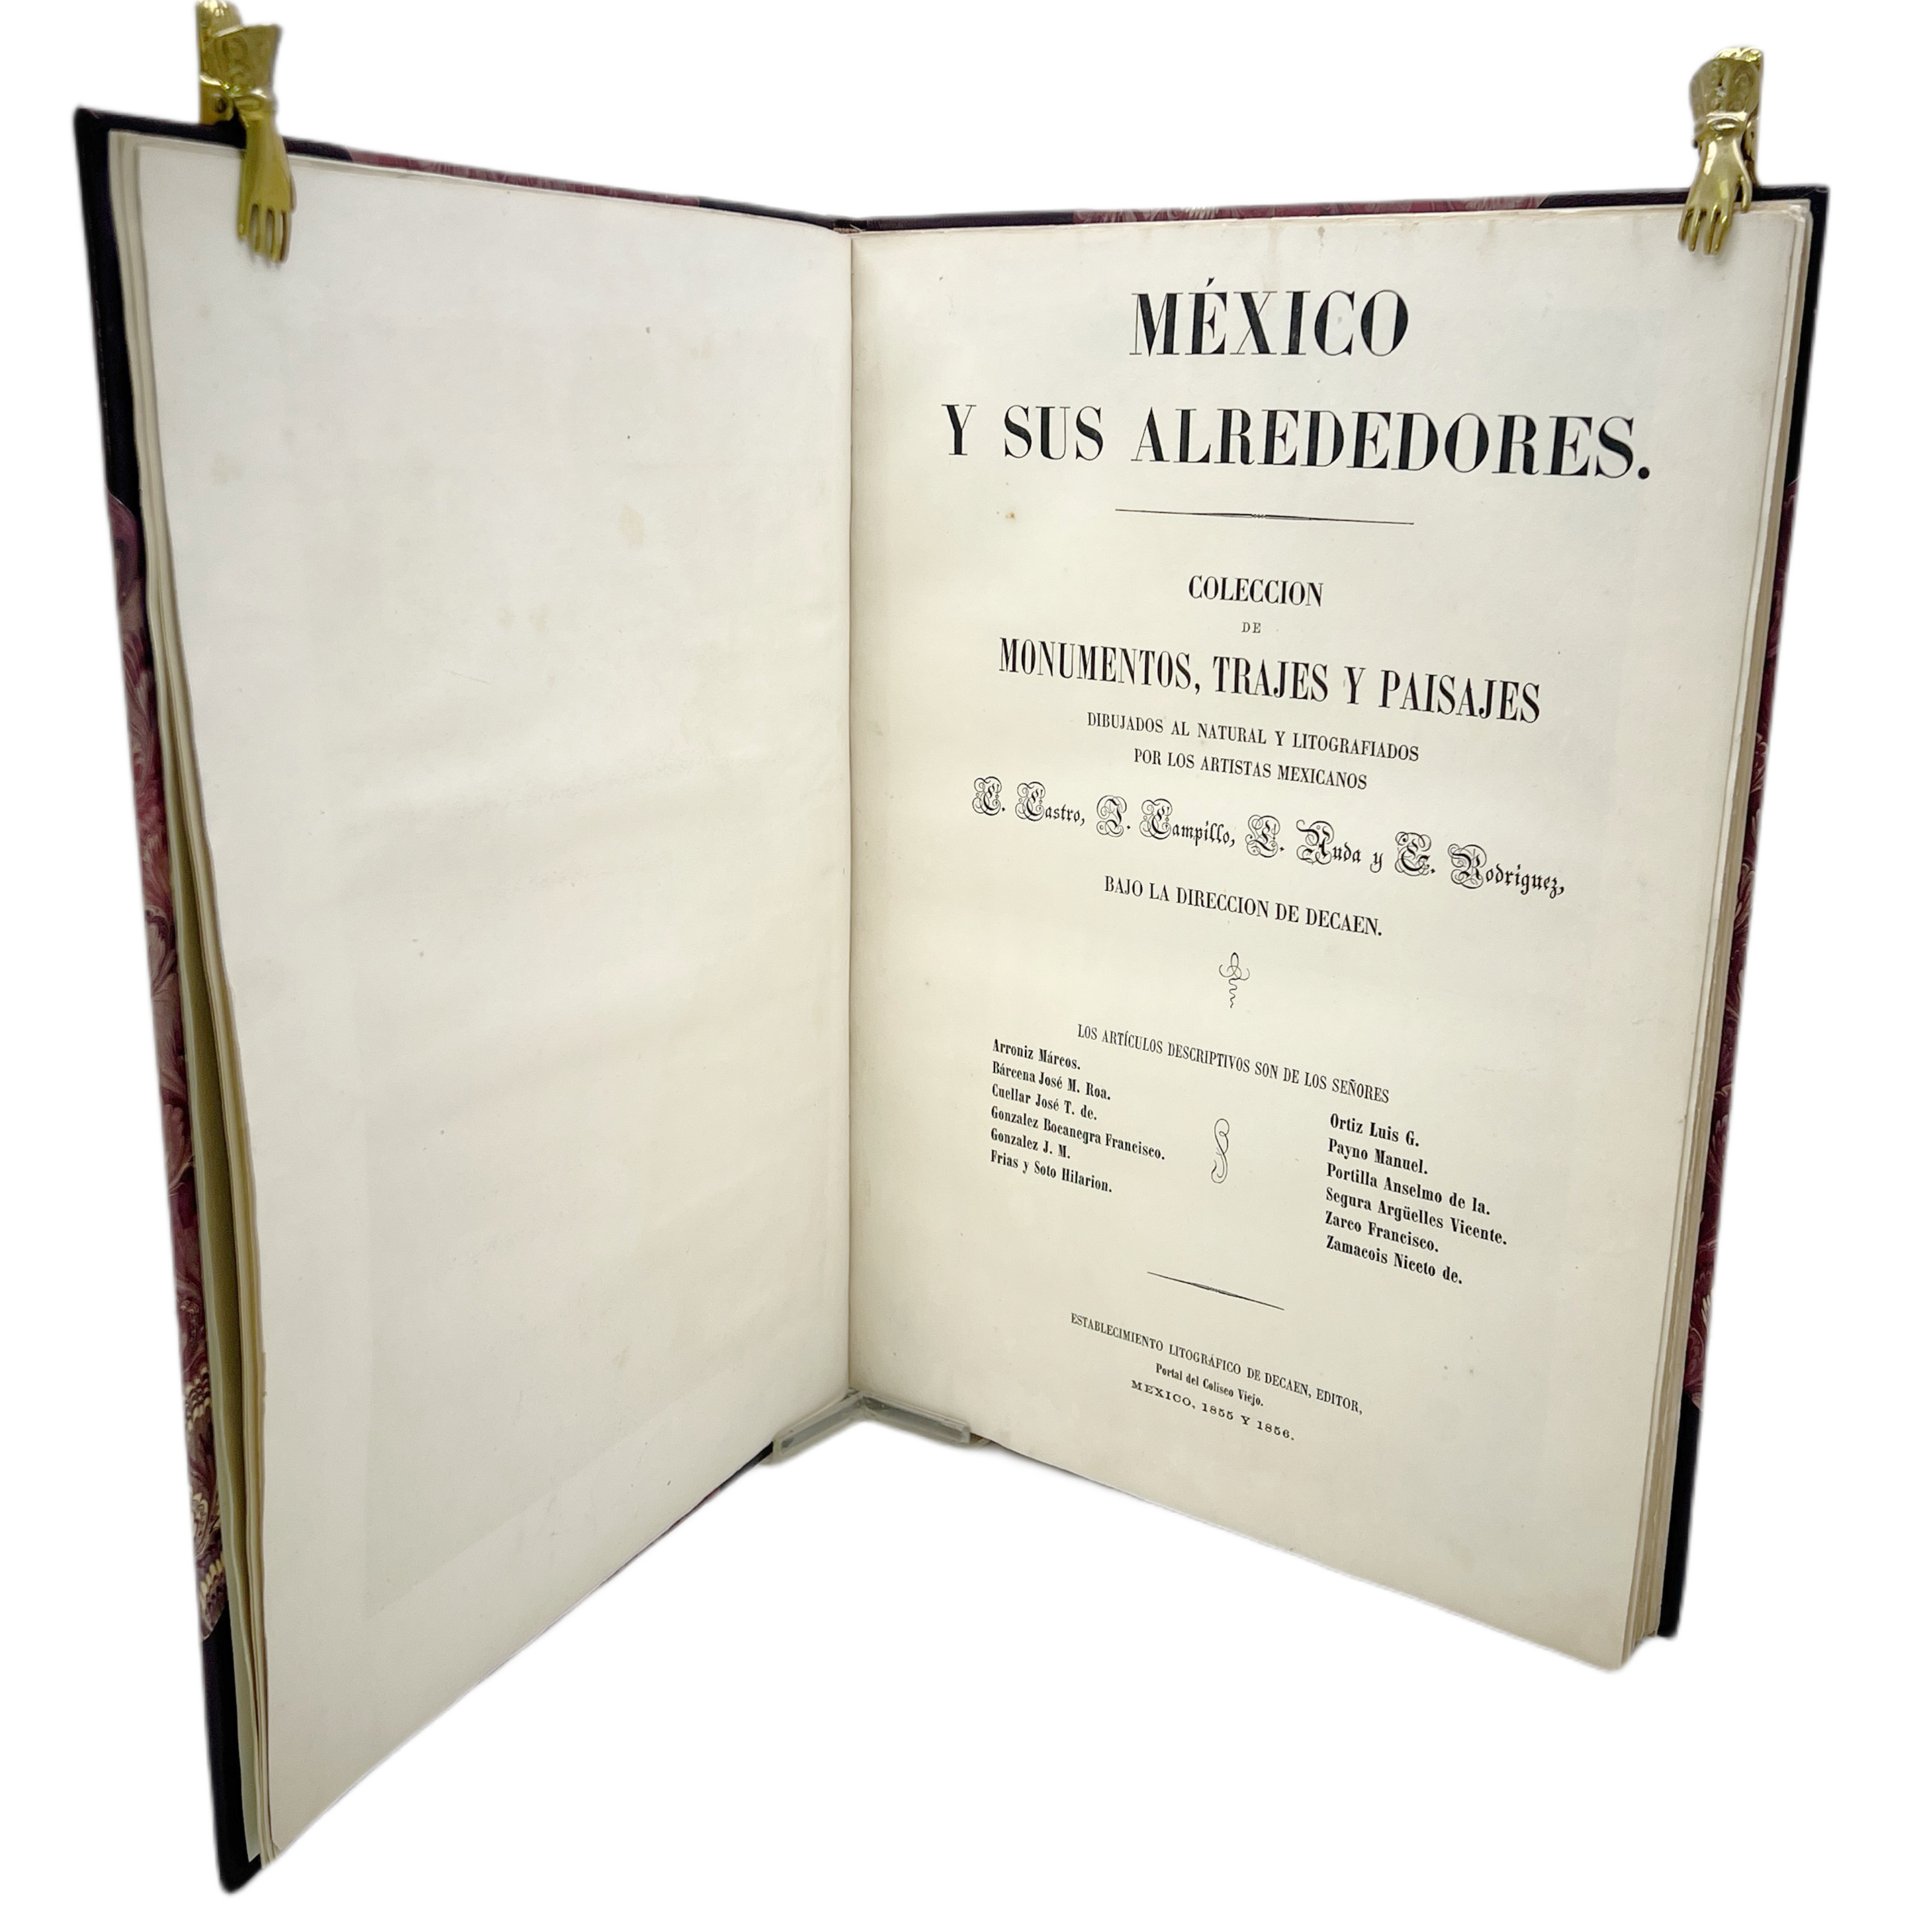 MÉXICO
Y SUS ALREDEDORES.
COLECCION
DE
MONUMENTOS, TRAJES Y PAISAJES
DIBUJADOS AL NATURAL Y LITOGRAFIADOS
POR LOS ARTISTAS MEXICANOS
C. Castro, J. Campillo, L. Auda y G. Rodriguez,
BAJO LA DIRECCION DE DECAEN.
LOS ARTÍCULOS DESCRIPTIVOS SON DE LOS SEÑORES
Arroniz Márcos.
Bárcena José M. Roa.
Cuellar José T. de.
Gonzalez Bocanegra Francisco.
Gonzalez J. M.
Frias y Soto Hilarion.
Ortiz Luis G.
Payno Manuel.
Portilla Anselmo de la.
Segura Argüelles Vicente.
Zarco Francisco.
Zamacois Niceto de.
ESTABLECIMIENTO LITOGRÁFICO DE DECAEN, EDITOR,
Portal del Coliseo Viejo.
MEXICO, 1855 Y 1856.